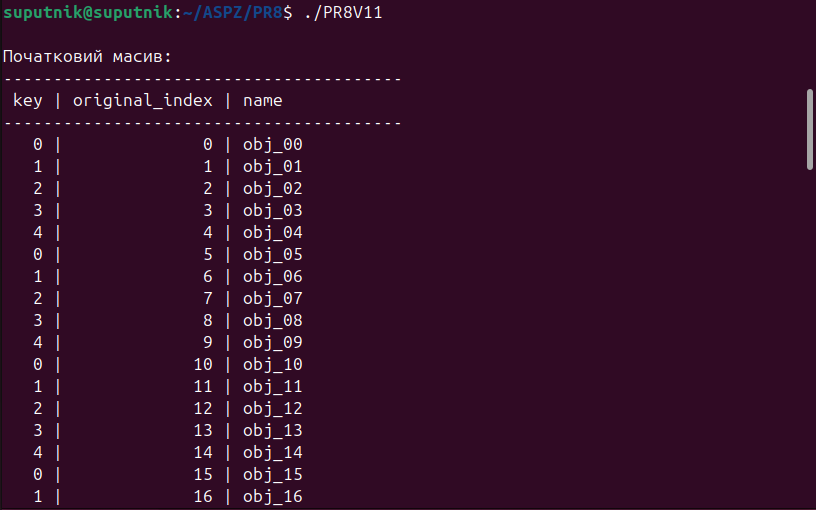 suputnik@suputnik:~/ASPZ/PR8$ ./PR8V11
Початковий масив:
----------------------------------------
 key | original_index | name
----------------------------------------
   0 |              0 | obj_00
   1 |              1 | obj_01
   2 |              2 | obj_02
   3 |              3 | obj_03
   4 |              4 | obj_04
   0 |              5 | obj_05
   1 |              6 | obj_06
   2 |              7 | obj_07
   3 |              8 | obj_08
   4 |              9 | obj_09
   0 |             10 | obj_10
   1 |             11 | obj_11
   2 |             12 | obj_12
   3 |             13 | obj_13
   4 |             14 | obj_14
   0 |             15 | obj_15
   1 |             16 | obj_16